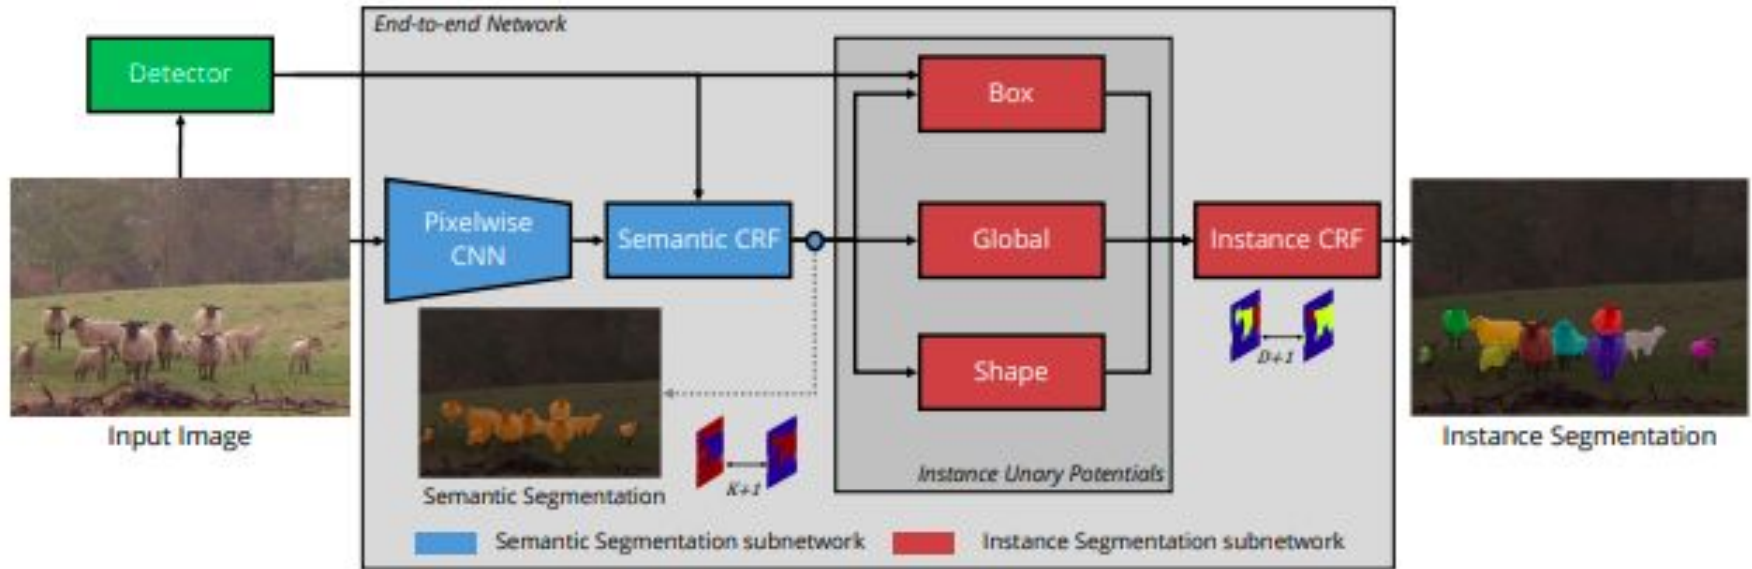 End-to-end Network
Detector
Box
Pixelwise
CNN
Semantic CRF
Global
Instance CRF
Shape
D+1
Input Image
Instance Segmentation
K+1
Instance Unary Potentials
Semantic Segmentation
Semantic Segmentation subnetwork
Instance Segmentation subnetwork